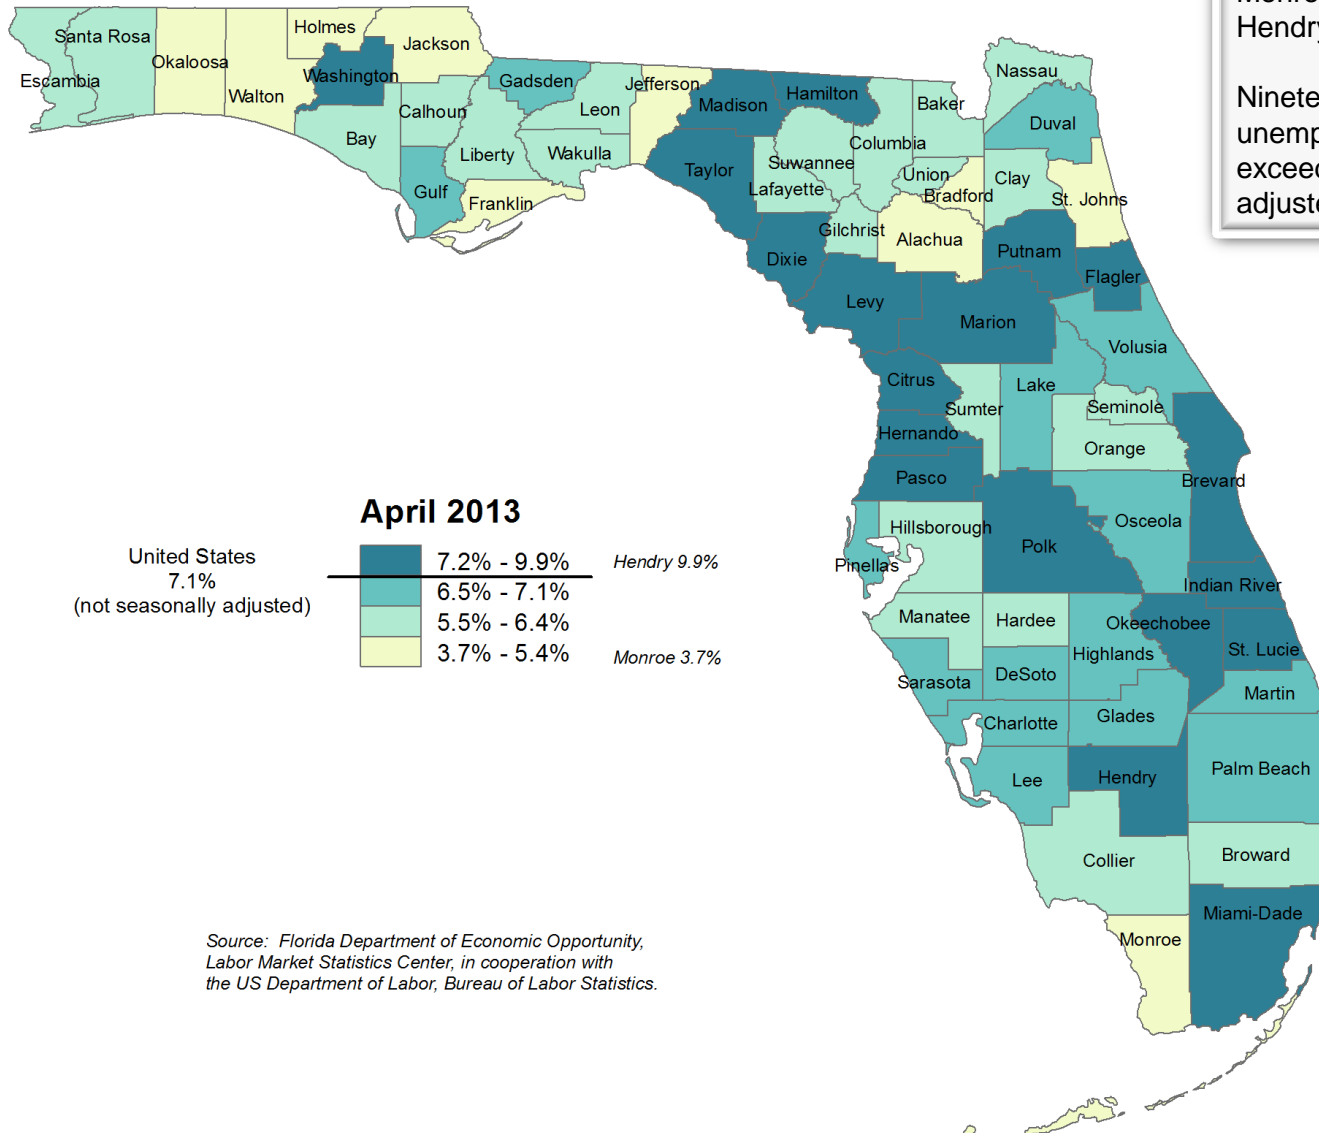 Hendry
Ninete
unemp
exceed
adjuste
Santa Rosa
Holmes
Jackson
Okaloosa
Escambia
Walton
Washington
Gadsden
Jefferson
Leon
Calhoun
Bay
Liberty
Wakulla
Gulf
Franklin
Madison
Hamilton
Baker
Nassau
Duval
Columbia
Suwannee
Taylor
Lafayette
Union
Bradford
Clay
St. Johns
Gilchrist
Alachua
Dixie
Putnam
Flagler
Levy
Marion
Volusia
Citrus
Lake
Sumter
Seminole
Hernando
Orange
Pasco
Brevard
Hillsborough
Osceola
Polk
Pinellas
Indian River
Manatee
Hardee
Okeechobee
Highlands
St. Lucie
Sarasota
DeSoto
Martin
Charlotte
Glades
Lee
Hendry
Palm Beach
Collier
Broward
Miami-Dade
Monroe
April 2013
United States
7.1%
(not seasonally adjusted)
7.2% - 9.9%
Hendry 9.9%
6.5% - 7.1%
5.5% - 6.4%
3.7% - 5.4%
Monroe 3.7%
Source: Florida Department of Economic Opportunity,
Labor Market Statistics Center, in cooperation with
the US Department of Labor, Bureau of Labor Statistics.